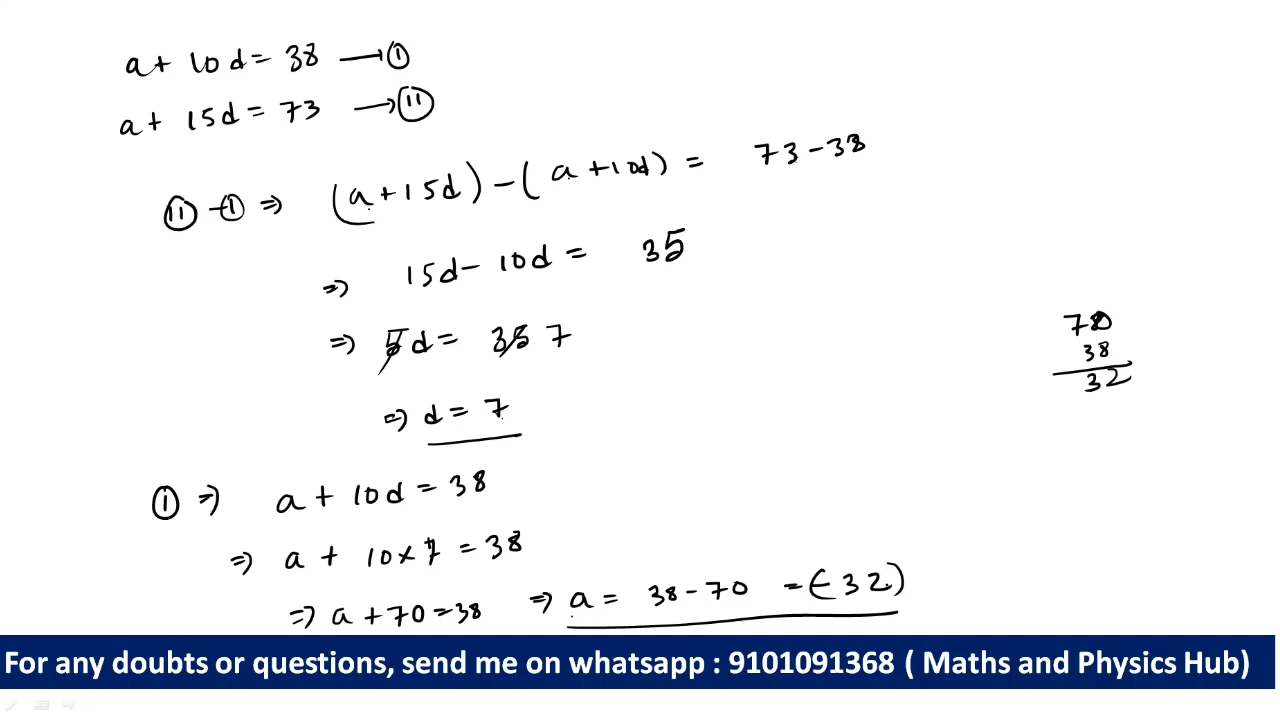 a + 10d = 38 → (i)
a + 15d = 73 → (ii)
(ii) - (i) ⇒ (a + 15d) - (a + 10d) = 73 - 38
⇒ 15d - 10d = 35
⇒ 5d = 35 7
⇒ d = 7
70
38
32
(i) ⇒ a + 10d = 38
⇒ a + 10 × 7 = 38
⇒ a + 70 = 38 ⇒ a = 38 - 70 = (-32)
For any doubts or questions, send me on whatsapp : 9101091368 ( Maths and Physics Hub)